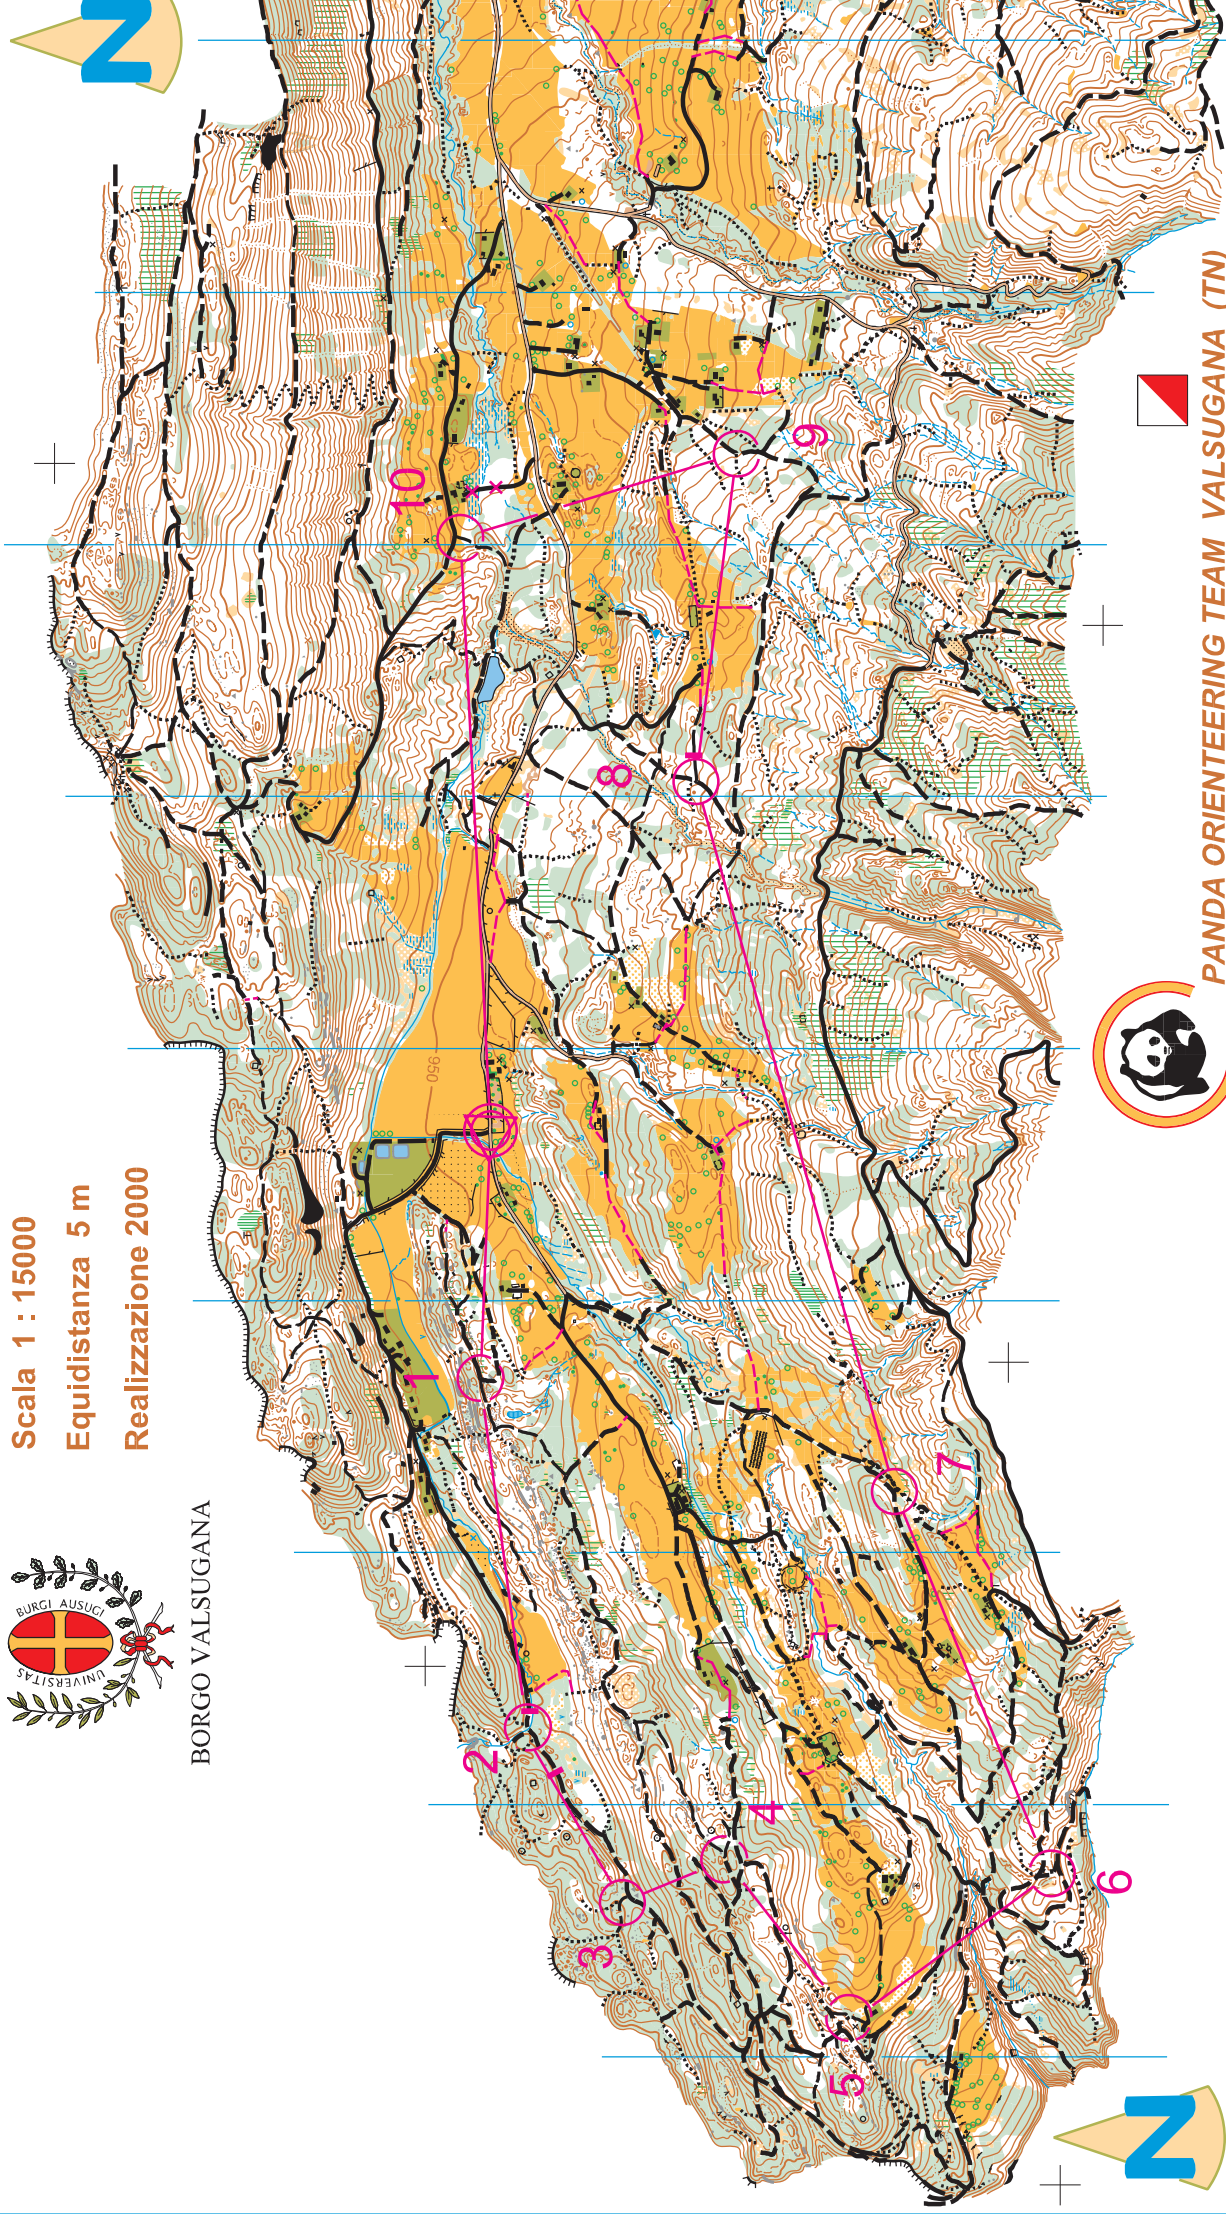 Scala 1 : 15000
Equidistanza 5 m
Realizzazione 2000
BURGI AUSUGI
UNIVERSITAS
BORGO VALSUGANA
N
10
9
8
950
1
7
2
4
3
6
5
N
PANDA ORIENTEERING TEAM VALSUGANA (TN)